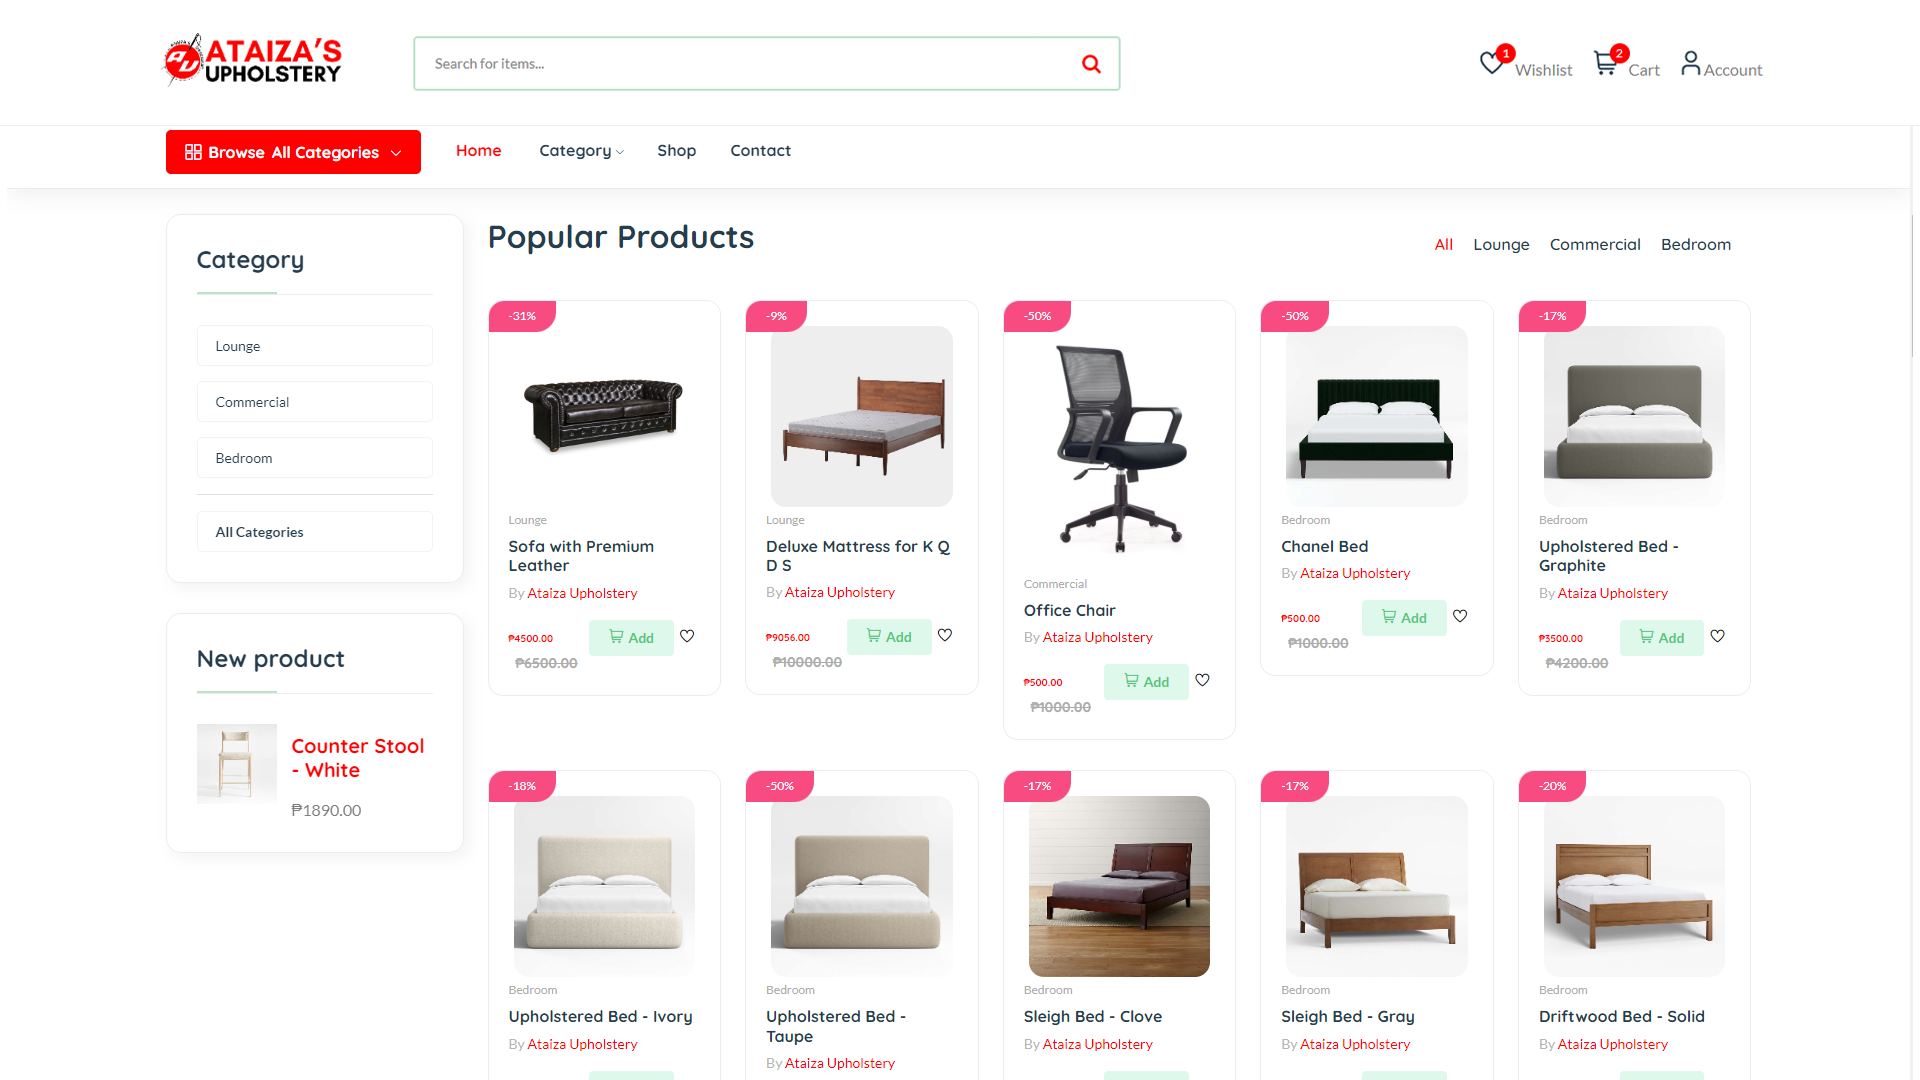 ATAIZA'S
UPHOLSTERY
Search for items...
1
Wishlist
2
Cart
Account
Browse All Categories
Home
Category
Shop
Contact
Category
Lounge
Commercial
Bedroom
All Categories
New product
Counter Stool
- White
₱1890.00
Popular Products
All
Lounge
Commercial
Bedroom
-31%
Lounge
Sofa with Premium
Leather
By Ataiza Upholstery
₱4500.00
Add
₱6500.00
-9%
Lounge
Deluxe Mattress for K Q
D S
By Ataiza Upholstery
₱9056.00
Add
₱10000.00
-50%
Commercial
Office Chair
By Ataiza Upholstery
₱500.00
Add
₱1000.00
-50%
Bedroom
Chanel Bed
By Ataiza Upholstery
₱500.00
Add
₱1000.00
-17%
Bedroom
Upholstered Bed -
Graphite
By Ataiza Upholstery
₱3500.00
Add
₱4200.00
-18%
Bedroom
Upholstered Bed - Ivory
By Ataiza Upholstery
-50%
Bedroom
Upholstered Bed -
Taupe
By Ataiza Upholstery
-17%
Bedroom
Sleigh Bed - Clove
By Ataiza Upholstery
-17%
Bedroom
Sleigh Bed - Gray
By Ataiza Upholstery
-20%
Bedroom
Driftwood Bed - Solid
By Ataiza Upholstery